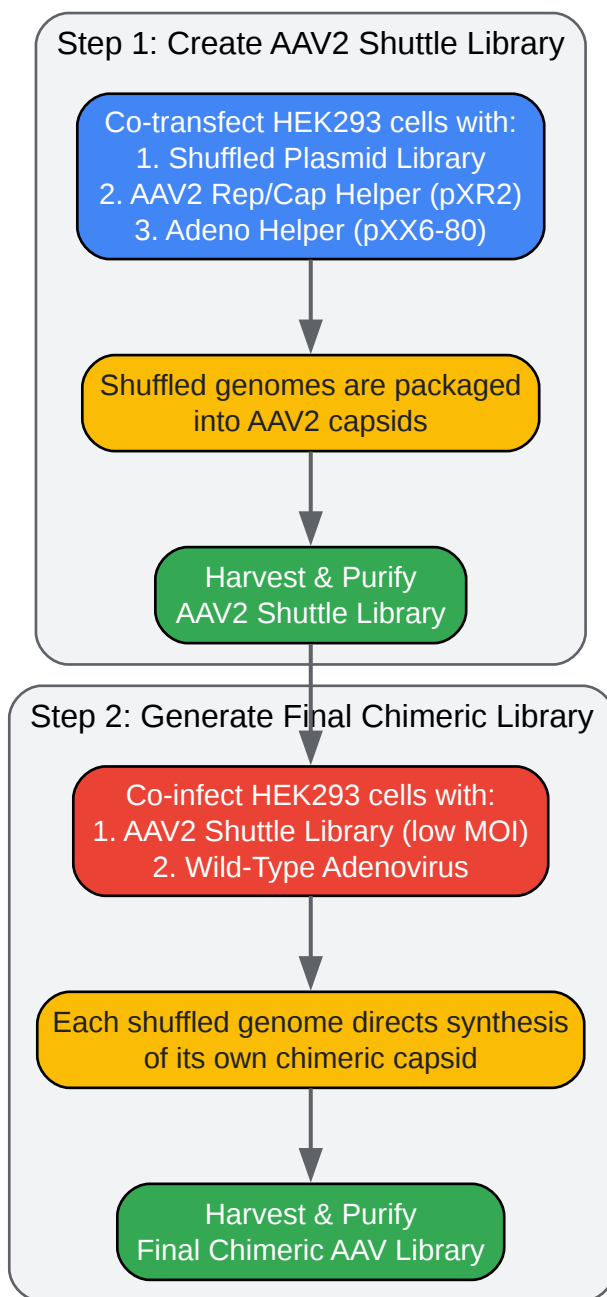 Step 1: Create AAV2 Shuttle Library
Co-transfect HEK293 cells with:
1. Shuffled Plasmid Library
2. AAV2 Rep/Cap Helper (pXR2)
3. Adeno Helper (pXX6-80)
Shuffled genomes are packaged
into AAV2 capsids
Harvest & Purify
AAV2 Shuttle Library
Step 2: Generate Final Chimeric Library
Co-infect HEK293 cells with:
1. AAV2 Shuttle Library (low MOI)
2. Wild-Type Adenovirus
Each shuffled genome directs synthesis
of its own chimeric capsid
Harvest & Purify
Final Chimeric AAV Library